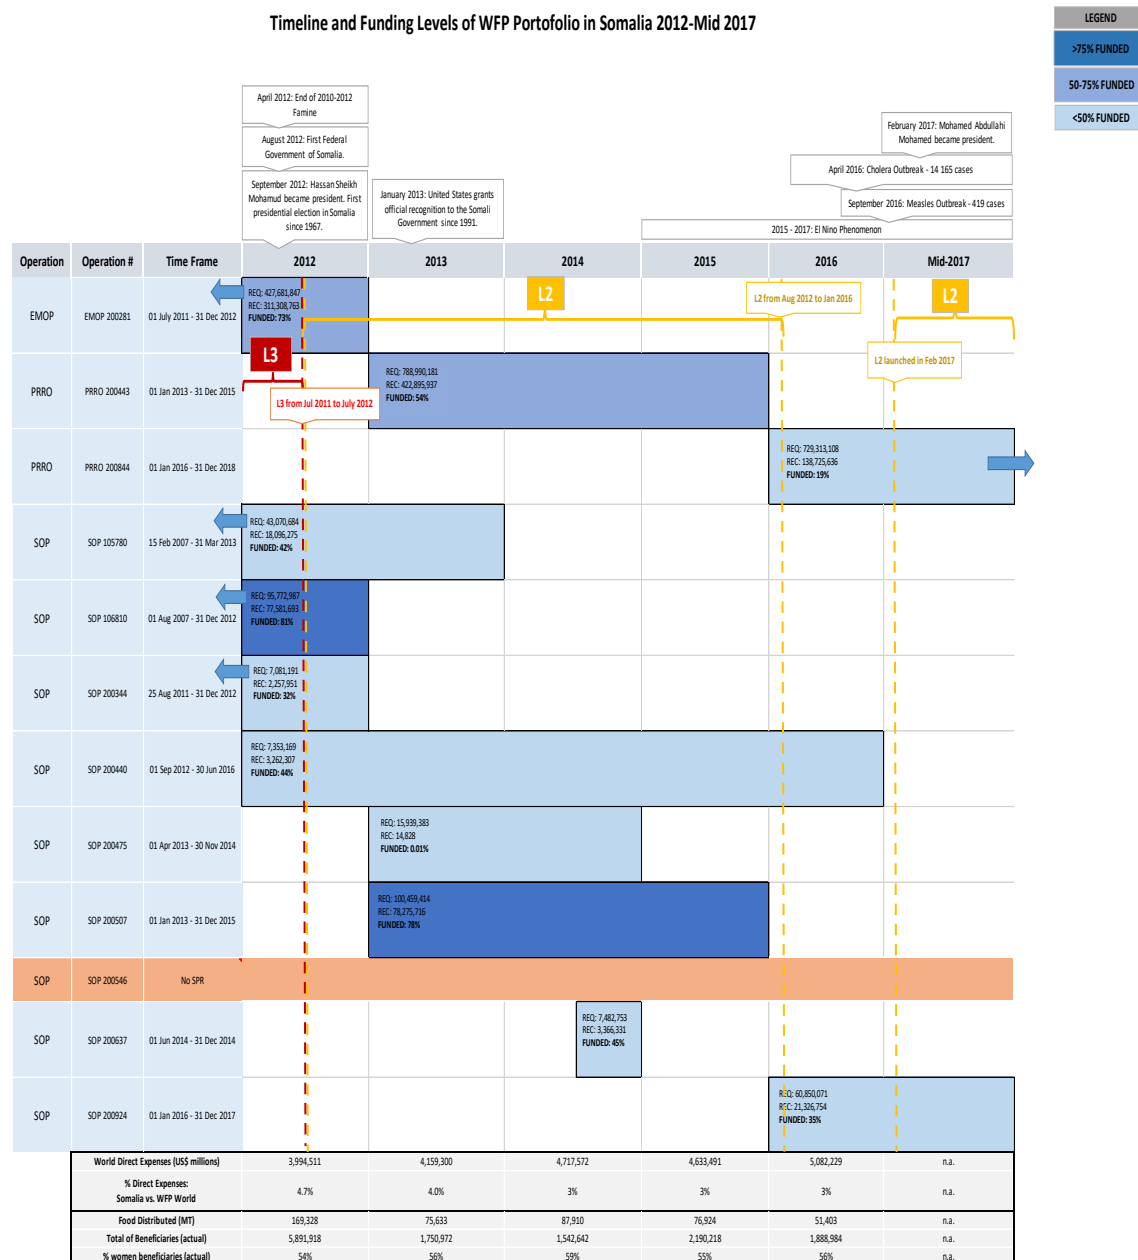 Timeline and Funding Levels of WFP Portofolio in Somalia 2012-Mid 2017
LEGEND
>75% FUNDED
50-75% FUNDED
<50% FUNDED
April 2012: End of 2010-2012
Famine
August 2012: First Federal
Government of Somalia.
September 2012: Hassan Sheikh
Mohamud became president. First
presidential election in Somalia
since 1967.
January 2013: United States grants
official recognition to the Somali
Government since 1991.
February 2017: Mohamed Abdullahi
Mohamed became president.
April 2016: Cholera Outbreak - 14 165 cases
September 2016: Measles Outbreak - 419 cases
2015 - 2017: El Nino Phenomenon
Operation Operation # Time Frame 2012 2013 2014 2015 2016 Mid-2017
EMOP EMOP 200281 01 July 2011 - 31 Dec 2012
REQ: 427,681,847
REC: 311,308,763
FUNDED: 73%
L2
L2 from Aug 2012 to Jan 2016
L2
L2 launched in Feb 2017
L3
L3 from Jul 2011 to July 2012
PRRO PRRO 200443 01 Jan 2013 - 31 Dec 2015
REQ: 788,990,181
REC: 422,895,937
FUNDED: 54%
PRRO PRRO 200844 01 Jan 2016 - 31 Dec 2018
REQ: 729,313,108
REC: 138,725,636
FUNDED: 19%
SOP SOP 105780 15 Feb 2007 - 31 Mar 2013
REQ: 43,070,684
REC: 18,096,275
FUNDED: 42%
SOP SOP 106810 01 Aug 2007 - 31 Dec 2012
REQ: 95,772,987
REC: 77,581,693
FUNDED: 81%
SOP SOP 200344 25 Aug 2011 - 31 Dec 2012
REQ: 7,081,191
REC: 2,257,951
FUNDED: 32%
SOP SOP 200440 01 Sep 2012 - 30 Jun 2016
REQ: 7,353,169
REC: 3,262,307
FUNDED: 44%
SOP SOP 200475 01 Apr 2013 - 30 Nov 2014
REQ: 15,939,383
REC: 14,828
FUNDED: 0.01%
SOP SOP 200507 01 Jan 2013 - 31 Dec 2015
REQ: 100,459,414
REC: 78,275,716
FUNDED: 78%
SOP SOP 200546 No SPR
SOP SOP 200637 01 Jun 2014 - 31 Dec 2014
REQ: 7,482,753
REC: 3,366,331
FUNDED: 45%
SOP SOP 200924 01 Jan 2016 - 31 Dec 2017
REQ: 60,850,071
REC: 21,326,754
FUNDED: 35%
World Direct Expenses (US$ millions) 3,994,511 4,159,300 4,717,572 4,633,491 5,082,229 n.a.
% Direct Expenses:
Somalia vs. WFP World 4.7% 4.0% 3% 3% 3% n.a.
Food Distributed (MT) 169,328 75,633 87,910 76,924 51,403 n.a.
Total of Beneficiaries (actual) 5,891,918 1,750,972 1,542,642 2,190,218 1,888,984 n.a.
% women beneficiaries (actual) 54% 56% 59% 55% 56% n.a.